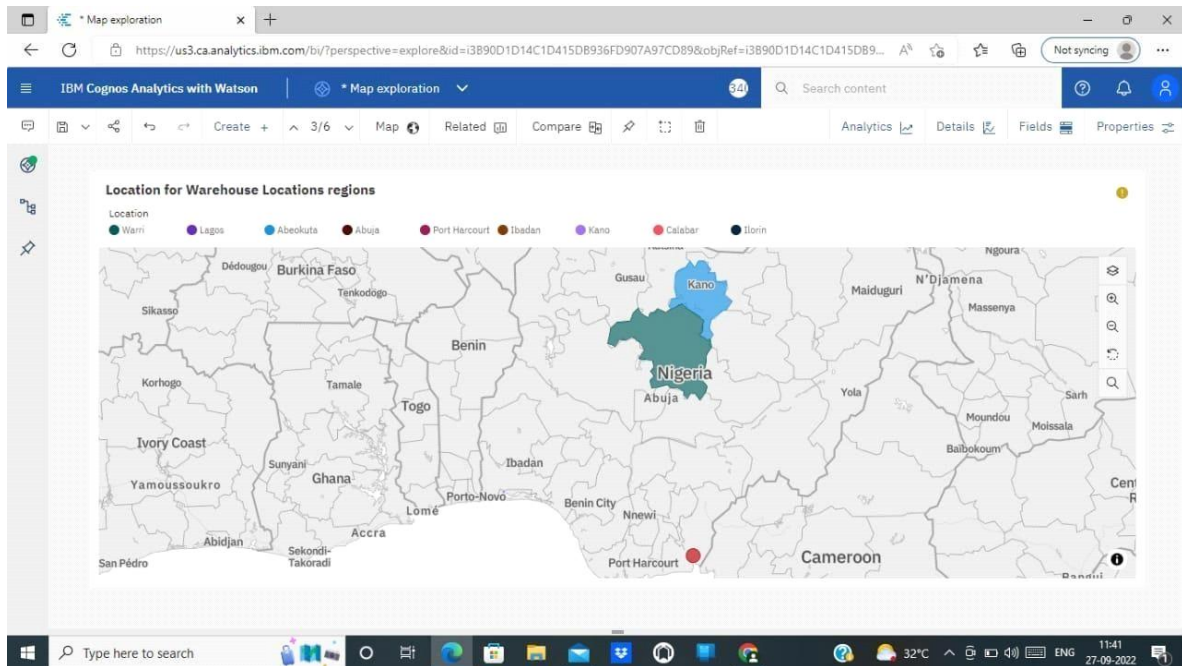 * Map exploration
https://us3.ca.analytics.ibm.com/bi/?perspective=explore&id=i3B90D1D14C1D415DB936FD907A97CD89&objRef=i3B90D1D14C1D415DB9...
Not syncing
IBM Cognos Analytics with Watson
* Map exploration
Search content
Create +
3/6
Map
Related
Compare
Analytics
Details
Fields
Properties
Location for Warehouse Locations regions
Location
Warri Lagos Abeokuta Abuja Port Harcourt Ibadan Kano Calabar Ilorin
Ngoura
Dédougou Burkina Faso Gusau Kano Maiduguri N'Djamena
Tenkodogo
Sikasso Massenya
Benin
Nigeria
Korhogo Tamale Abuja Yola Sarh
Togo
Moundou Moissala
Ivory Coast Baïbokoum
Sunyani Ibadan
Ghana
Yamoussoukro
Porto-Novo Benin City
Lomé Nnewi
Accra
Abidjan
Sekondi-
Takoradi
San Pédro Port Harcourt Cameroon
Type here to search
32°C
ENG
11:41
27-09-2022